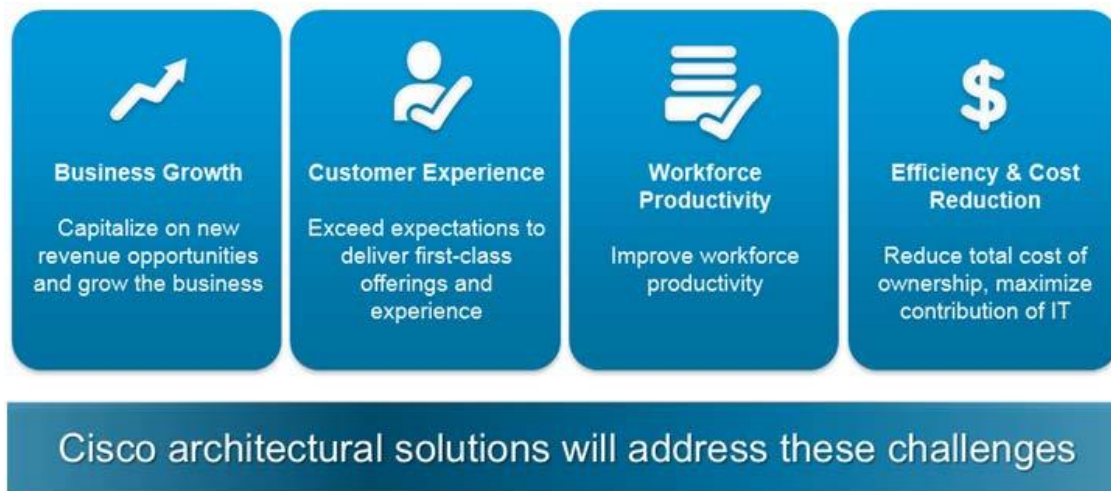 $
Business Growth
Capitalize on new
revenue opportunities
and grow the business
Customer Experience
Exceed expectations to
deliver first-class
offerings and
experience
Workforce
Productivity
Improve workforce
productivity
Efficiency & Cost
Reduction
Reduce total cost of
ownership, maximize
contribution of IT
Cisco architectural solutions will address these challenges